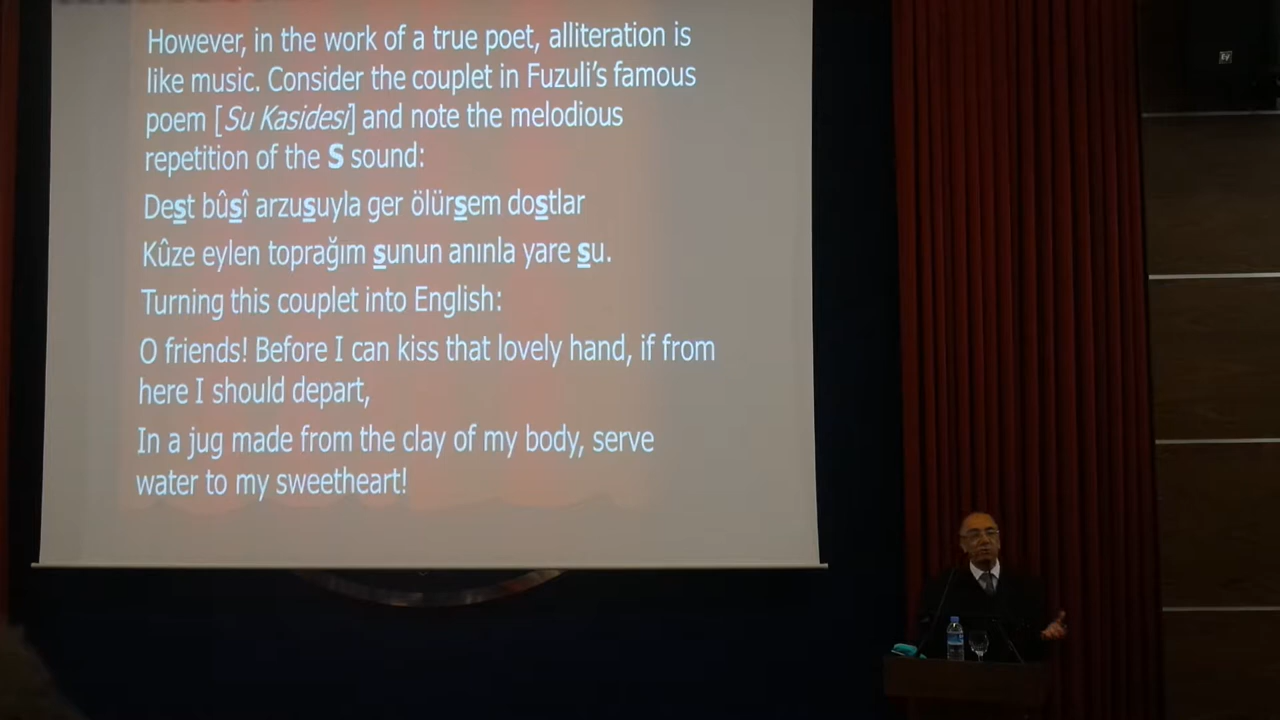 However, in the work of a true poet, alliteration is
like music. Consider the couplet in Fuzuli's famous
poem [Su Kasidesi] and note the melodious
repetition of the S sound:
Dest bûsî arzusuyla ger ölürsem dostlar
Kûze eylen toprağım sunun anınla yare su.
Turning this couplet into English:
O friends! Before I can kiss that lovely hand, if from
here I should depart,
In a jug made from the clay of my body, serve
water to my sweetheart!